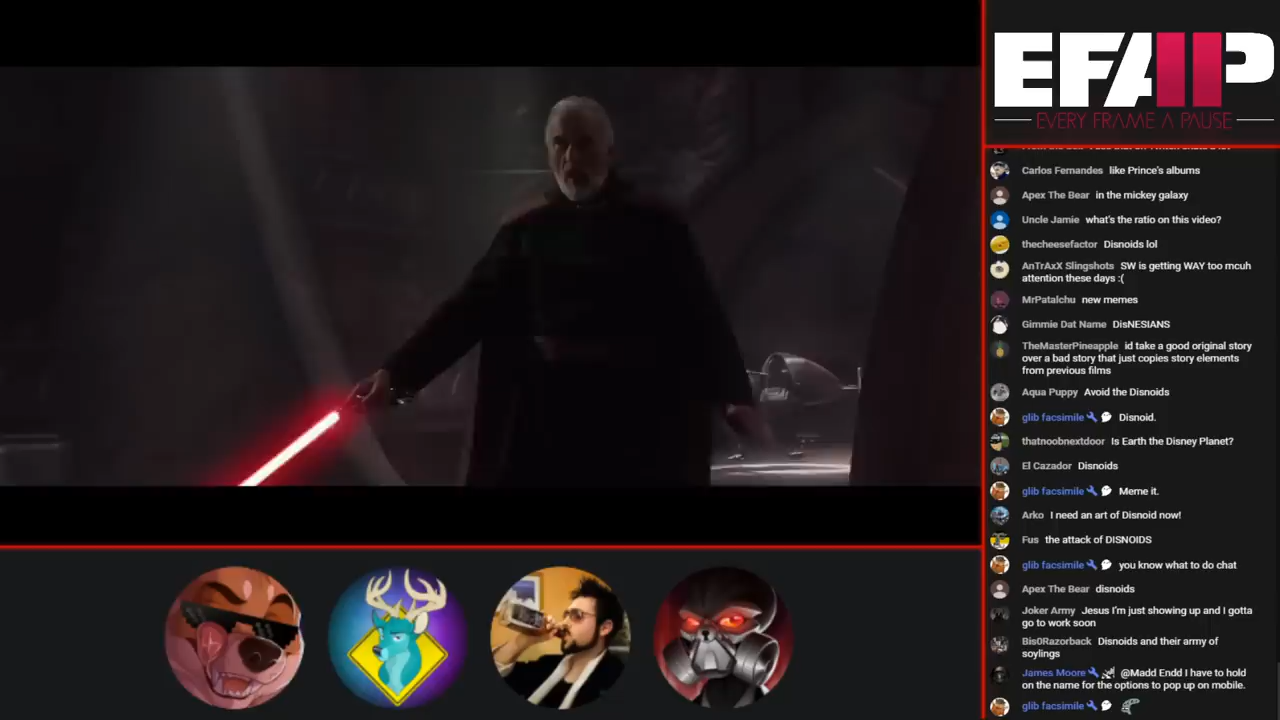 EFAP
EVERY FRAME A PAUSE
Carlos Fernandes like Prince's albums
Apex The Bear in the mickey galaxy
Uncle Jamie what's the ratio on this video?
thecheesefactor Disnoids lol
AnTrAxX Slingshots SW is getting WAY too mcuh
attention these days :(
MrPatalchu new memes
Gimmie Dat Name DisNESIANS
TheMasterPineapple id take a good original story
over a bad story that just copies story elements
from previous films
Aqua Puppy Avoid the Disnoids
glib facsimile Disnoid.
thatnoobnextdoor Is Earth the Disney Planet?
El Cazador Disnoids
glib facsimile Meme it.
Arko I need an art of Disnoid now!
Fus the attack of DISNOIDS
glib facsimile you know what to do chat
Apex The Bear disnoids
Joker Army Jesus I'm just showing up and I gotta
go to work soon
Bis0Razorback Disnoids and their army of
soylings
James Moore @Madd Endd I have to hold
on the name for the options to pop up on mobile.
glib facsimile